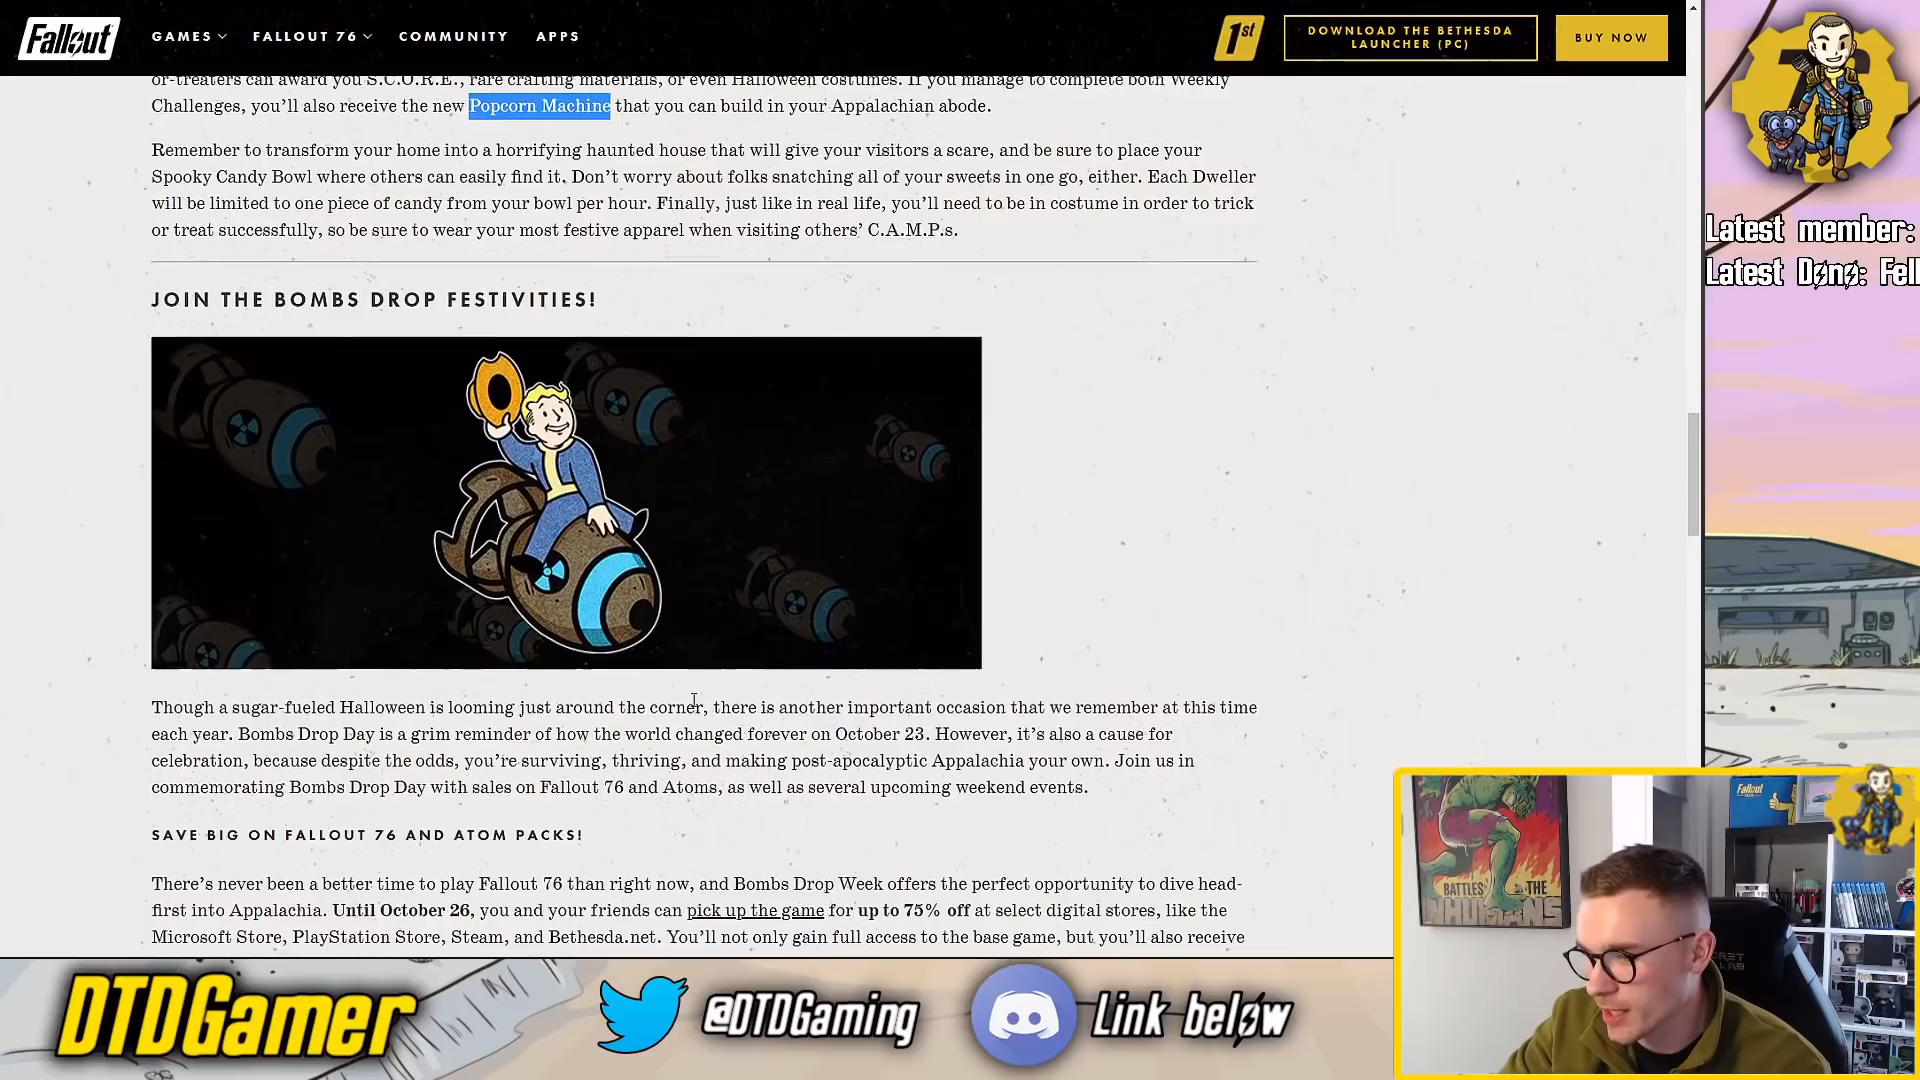 Fallout
GAMES
FALLOUT 76
COMMUNITY
APPS
1st
DOWNLOAD THE BETHESDA
LAUNCHER (PC)
BUY NOW
or-treaters can award you S.C.O.R.E., rare crafting materials, or even Halloween costumes. If you manage to complete both Weekly
Challenges, you’ll also receive the new Popcorn Machine that you can build in your Appalachian abode.
Remember to transform your home into a horrifying haunted house that will give your visitors a scare, and be sure to place your
Spooky Candy Bowl where others can easily find it. Don’t worry about folks snatching all of your sweets in one go, either. Each Dweller
will be limited to one piece of candy from your bowl per hour. Finally, just like in real life, you’ll need to be in costume in order to trick
or treat successfully, so be sure to wear your most festive apparel when visiting others’ C.A.M.P.s.
Latest member:
Latest Dono: Fell
JOIN THE BOMBS DROP FESTIVITIES!
Though a sugar-fueled Halloween is looming just around the corner, there is another important occasion that we remember at this time
each year. Bombs Drop Day is a grim reminder of how the world changed forever on October 23. However, it’s also a cause for
celebration, because despite the odds, you’re surviving, thriving, and making post-apocalyptic Appalachia your own. Join us in
commemorating Bombs Drop Day with sales on Fallout 76 and Atoms, as well as several upcoming weekend events.
SAVE BIG ON FALLOUT 76 AND ATOM PACKS!
There’s never been a better time to play Fallout 76 than right now, and Bombs Drop Week offers the perfect opportunity to dive head-
first into Appalachia. Until October 26, you and your friends can pick up the game for up to 75% off at select digital stores, like the
Microsoft Store, PlayStation Store, Steam, and Bethesda.net. You’ll not only gain full access to the base game, but you’ll also receive
Fallout
BATTLES THE
INHUMANS
DTDGamer
@DTDGaming
Link below